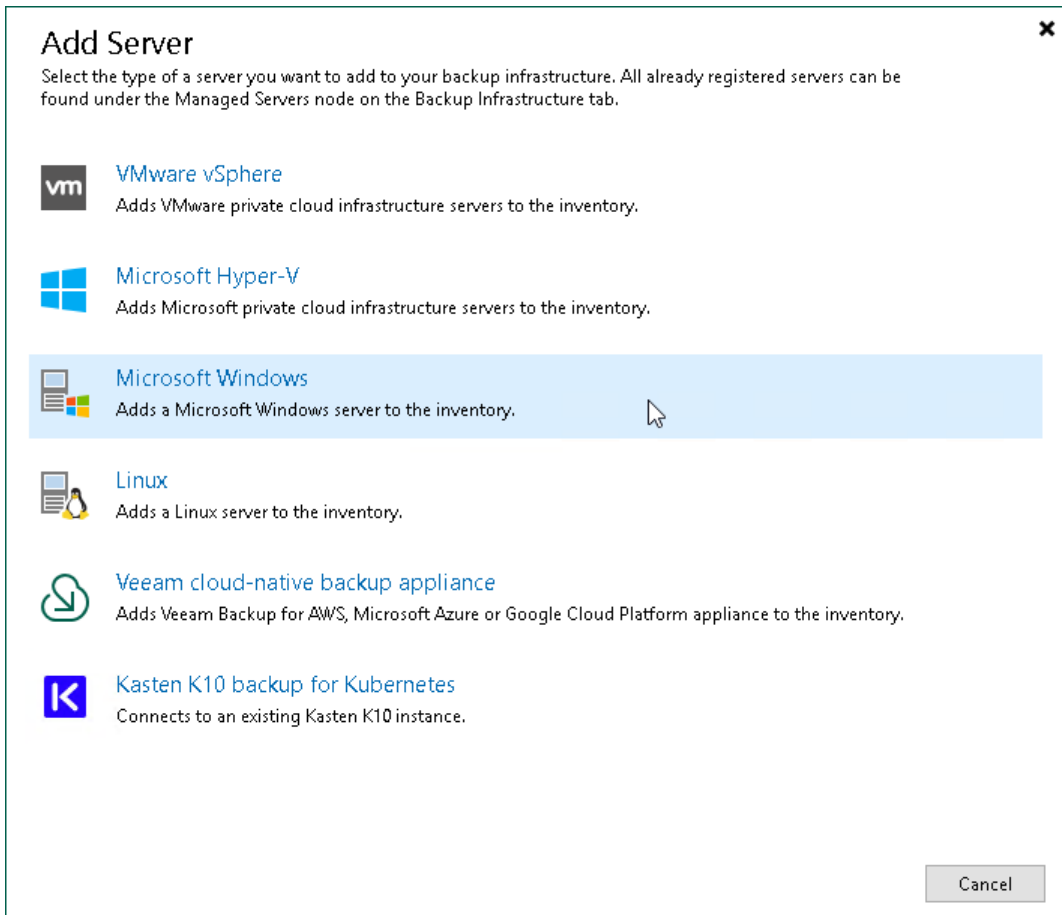 Add Server
Select the type of a server you want to add to your backup infrastructure. All already registered servers can be
found under the Managed Servers node on the Backup Infrastructure tab.
vm
VMware vSphere
Adds VMware private cloud infrastructure servers to the inventory.
Microsoft Hyper-V
Adds Microsoft private cloud infrastructure servers to the inventory.
Microsoft Windows
Adds a Microsoft Windows server to the inventory.
Linux
Adds a Linux server to the inventory.
Veeam cloud-native backup appliance
Adds Veeam Backup for AWS, Microsoft Azure or Google Cloud Platform appliance to the inventory.
K
Kasten K10 backup for Kubernetes
Connects to an existing Kasten K10 instance.
Cancel